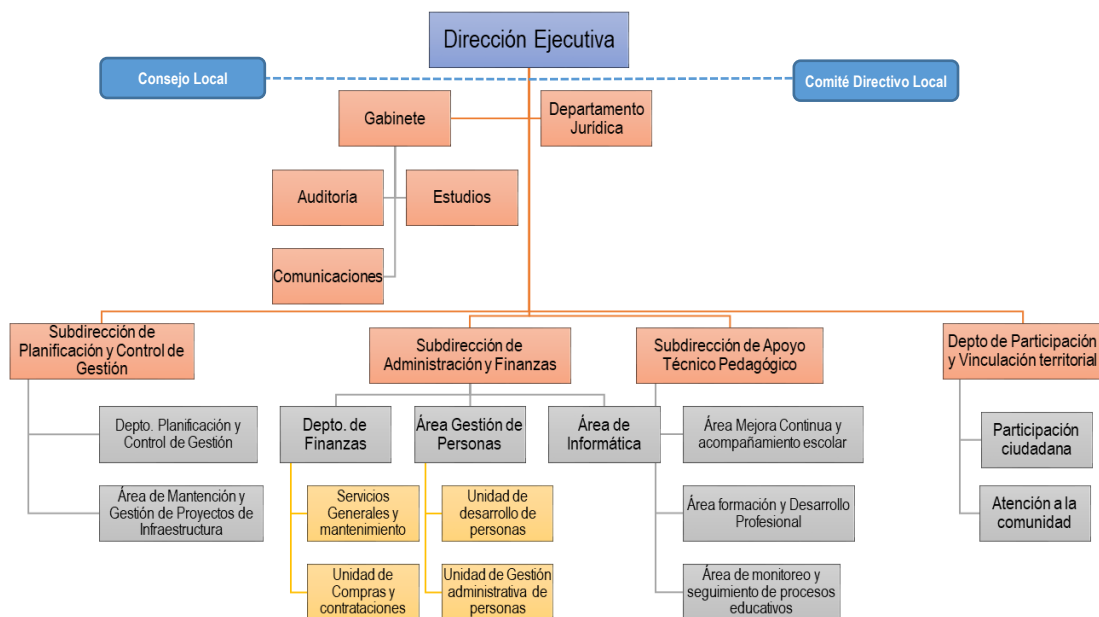 Dirección Ejecutiva
Consejo Local
Comité Directivo Local
Gabinete
Departamento
Jurídica
Auditoría
Estudios
Comunicaciones
Subdirección de
Planificación y Control de
Gestión
Subdirección de
Administración y Finanzas
Subdirección de Apoyo
Técnico Pedagógico
Depto de Participación
y Vinculación territorial
Depto. Planificación y
Control de Gestión
Área de Mantención y
Gestión de Proyectos de
Infraestructura
Depto. de
Finanzas
Área Gestión de
Personas
Área de
Informática
Servicios
Generales y
mantenimiento
Unidad de
Compras y
contrataciones
Unidad de
desarrollo de
personas
Unidad de Gestión
administrativa de
personas
Área Mejora Continua y
acompañamiento escolar
Área formación y Desarrollo
Profesional
Área de monitoreo y
seguimiento de procesos
educativos
Participación
ciudadana
Atención a la
comunidad